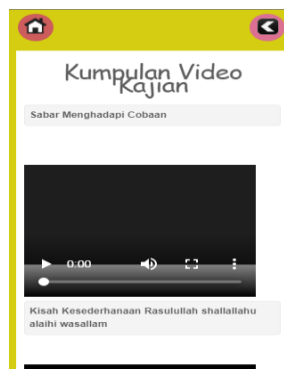 Kumpulan Video
Kajian
Sabar Menghadapi Cobaan
0:00
Kisah Kesederhanaan Rasulullah shallallahu
alaihi wasallam